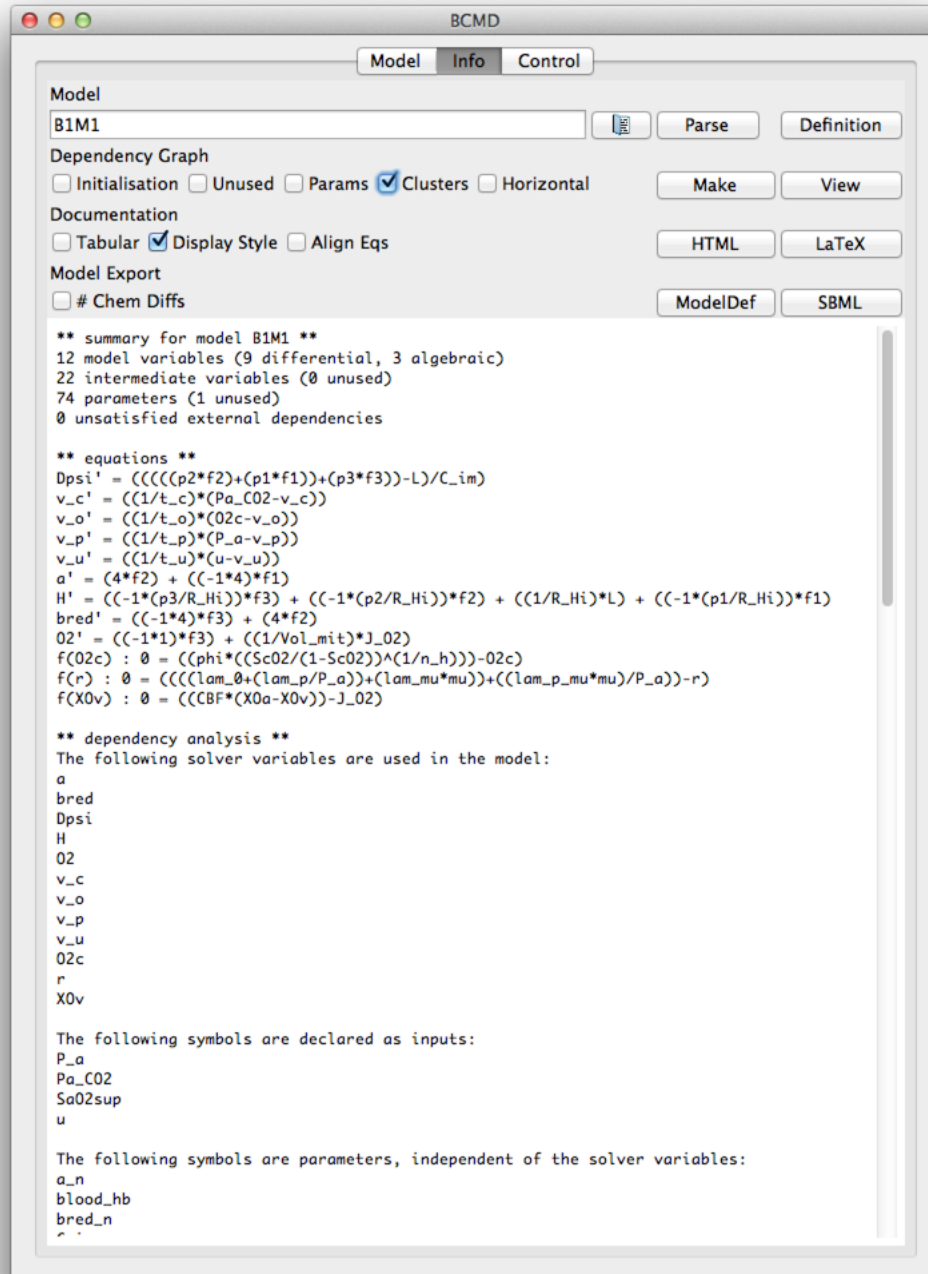 BCMD
Model Info Control
Model
B1M1 Parse Definition
Dependency Graph
Initialisation Unused Params Clusters Horizontal Make View
Documentation
Tabular Display Style Align Eqs HTML LaTeX
Model Export
# Chem Diffs ModelDef SBML
** summary for model B1M1 **
12 model variables (9 differential, 3 algebraic)
22 intermediate variables (0 unused)
74 parameters (1 unused)
0 unsatisfied external dependencies
** equations **
Dpsi' = (((((p2*f2)+(p1*f1))+(p3*f3))-L)/C_im)
v_c' = ((1/t_c)*(Pa_CO2-v_c))
v_o' = ((1/t_o)*(O2c-v_o))
v_p' = ((1/t_p)*(P_a-v_p))
v_u' = ((1/t_u)*(u-v_u))
a' = (4*f2) + ((-1*4)*f1)
H' = ((-1*(p3/R_Hi))*f3) + ((-1*(p2/R_Hi))*f2) + ((1/R_Hi)*L) + ((-1*(p1/R_Hi))*f1)
bred' = ((-1*4)*f3) + (4*f2)
O2' = ((-1*1)*f3) + ((1/Vol_mit)*J_O2)
f(O2c) : 0 = ((phi*((ScO2/(1-ScO2))^(1/n_h)))-O2c)
f(r) : 0 = ((((lam_0+(lam_p/P_a))+(lam_mu*mu))+((lam_p_mu*mu)/P_a))-r)
f(XOv) : 0 = ((CBF*(XOa-XOv))-J_O2)
** dependency analysis **
The following solver variables are used in the model:
a
bred
Dpsi
H
O2
v_c
v_o
v_p
v_u
O2c
r
XOv
The following symbols are declared as inputs:
P_a
Pa_CO2
SaO2sup
u
The following symbols are parameters, independent of the solver variables:
a_n
blood_hb
bred_n